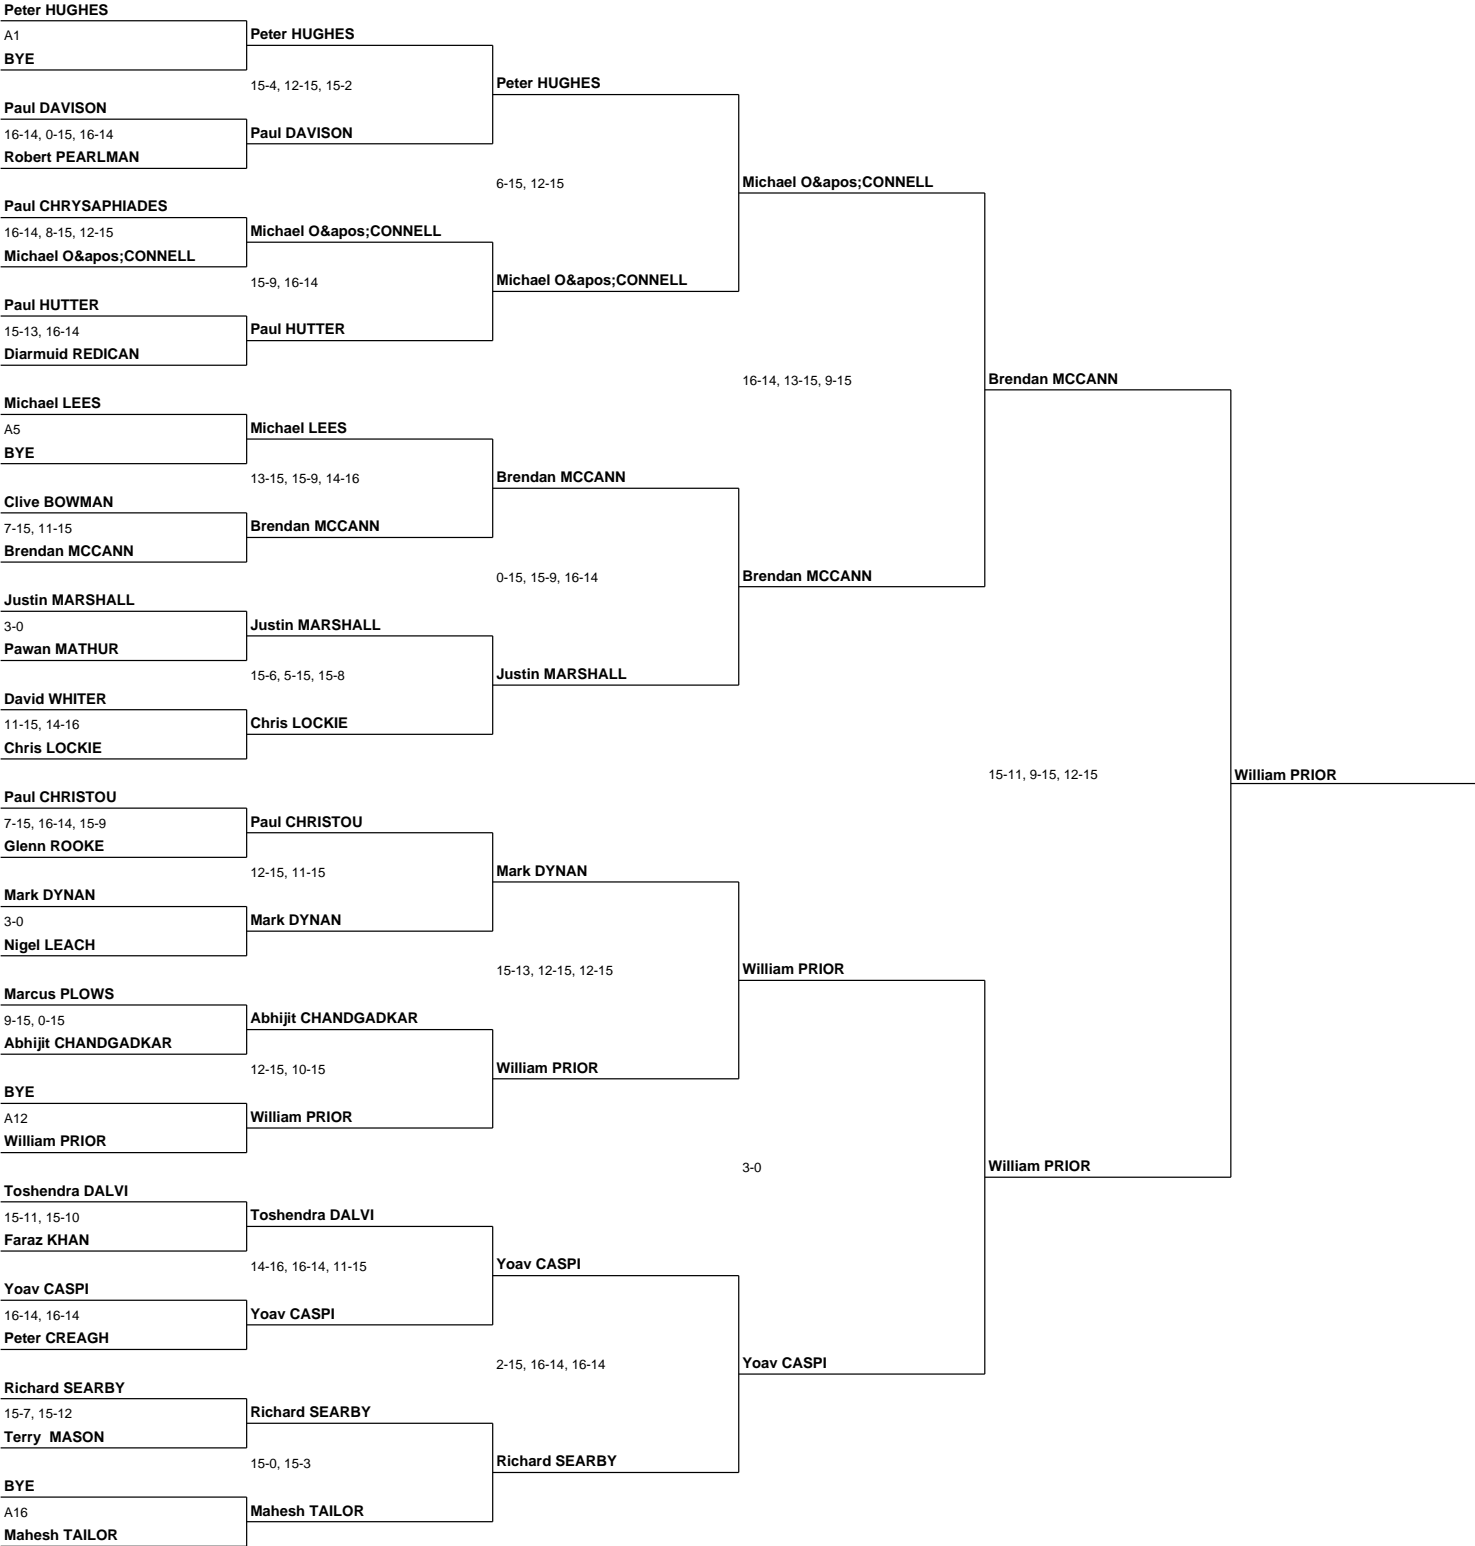 Peter HUGHES
A1
BYE
Paul DAVISON
16-14, 0-15, 16-14
Robert PEARLMAN
Paul CHRYSAPHIADES
16-14, 8-15, 12-15
Michael O&apos;CONNELL
Paul HUTTER
15-13, 16-14
Diarmuid REDICAN
Michael LEES
A5
BYE
Clive BOWMAN
7-15, 11-15
Brendan MCCANN
Justin MARSHALL
3-0
Pawan MATHUR
David WHITER
11-15, 14-16
Chris LOCKIE
Paul CHRISTOU
7-15, 16-14, 15-9
Glenn ROOKE
Mark DYNAN
3-0
Nigel LEACH
Marcus PLOWS
9-15, 0-15
Abhijit CHANDGADKAR
BYE
A12
William PRIOR
Toshendra DALVI
15-11, 15-10
Faraz KHAN
Yoav CASPI
16-14, 16-14
Peter CREAGH
Richard SEARBY
15-7, 15-12
Terry  MASON
BYE
A16
Mahesh TAILOR
Peter HUGHES
15-4, 12-15, 15-2
Paul DAVISON
Michael O&apos;CONNELL
15-9, 16-14
Paul HUTTER
Michael LEES
13-15, 15-9, 14-16
Brendan MCCANN
Justin MARSHALL
15-6, 5-15, 15-8
Chris LOCKIE
Paul CHRISTOU
12-15, 11-15
Mark DYNAN
Abhijit CHANDGADKAR
12-15, 10-15
William PRIOR
Toshendra DALVI
14-16, 16-14, 11-15
Yoav CASPI
Richard SEARBY
15-0, 15-3
Mahesh TAILOR
Peter HUGHES
6-15, 12-15
Michael O&apos;CONNELL
Brendan MCCANN
0-15, 15-9, 16-14
Justin MARSHALL
Mark DYNAN
15-13, 12-15, 12-15
William PRIOR
Yoav CASPI
2-15, 16-14, 16-14
Richard SEARBY
Michael O&apos;CONNELL
16-14, 13-15, 9-15
Brendan MCCANN
William PRIOR
3-0
Yoav CASPI
Brendan MCCANN
15-11, 9-15, 12-15
William PRIOR
William PRIOR